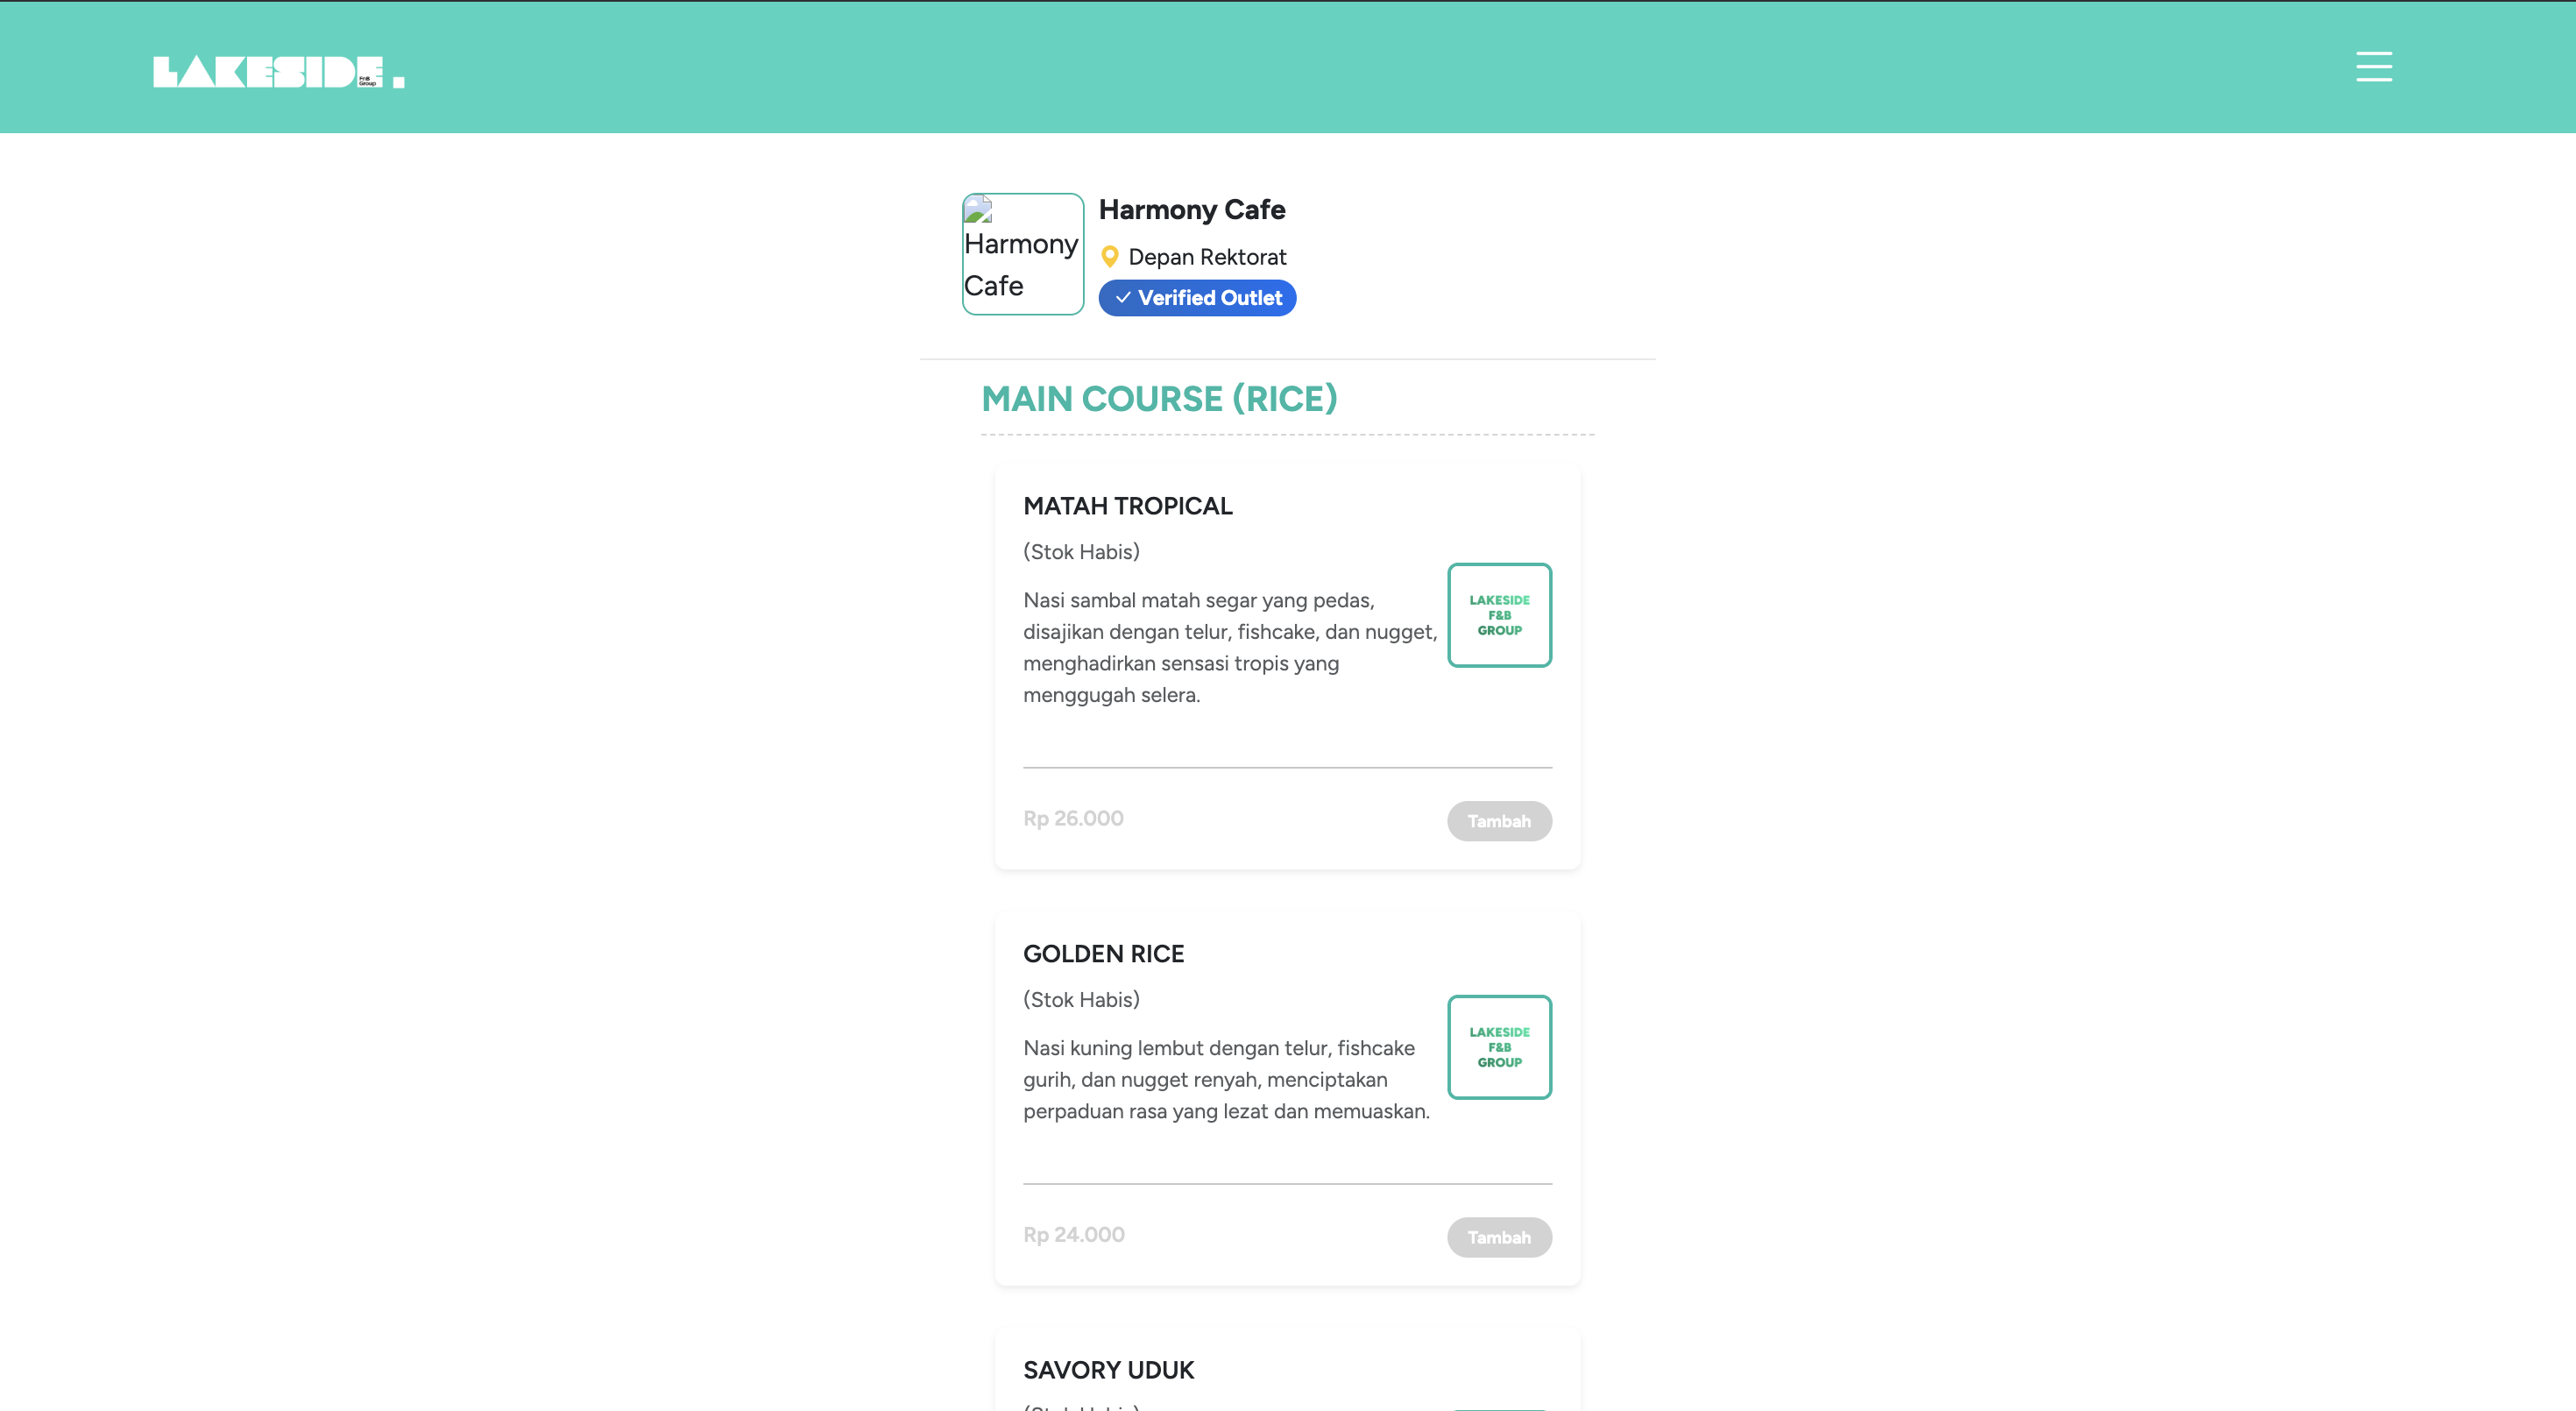 LAKESIDE.
FnB
Group
Harmony
Cafe
Harmony Cafe
Depan Rektorat
Verified Outlet
MAIN COURSE (RICE)
MATAH TROPICAL
(Stok Habis)
Nasi sambal matah segar yang pedas,
disajikan dengan telur, fishcake, dan nugget,
menghadirkan sensasi tropis yang
menggugah selera.
LAKESIDE
F&B
GROUP
Rp 26.000
Tambah
GOLDEN RICE
(Stok Habis)
Nasi kuning lembut dengan telur, fishcake
gurih, dan nugget renyah, menciptakan
perpaduan rasa yang lezat dan memuaskan.
LAKESIDE
F&B
GROUP
Rp 24.000
Tambah
SAVORY UDUK